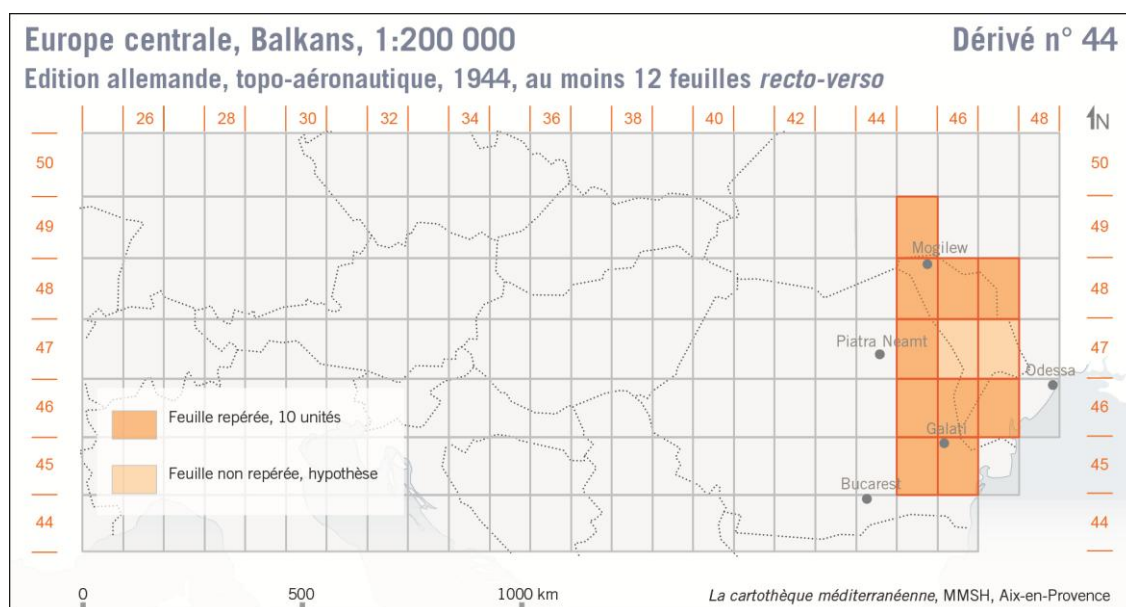 Europe centrale, Balkans, 1:200 000 Dérivé n° 44
Edition allemande, topo-aéronautique, 1944, au moins 12 feuilles recto-verso
26 28 30 32 34 36 38 40 42 44 46 48 N
50 50
49 49
Mogilew
48 48
Piatra Neamt
47 47
Odessa
46 46
Feuille repérée, 10 unités
Galati
Feuille non repérée, hypothèse
45 45
Bucarest
44 44
0 500 1000 km
La cartothèque méditerranéenne, MMSH, Aix-en-Provence